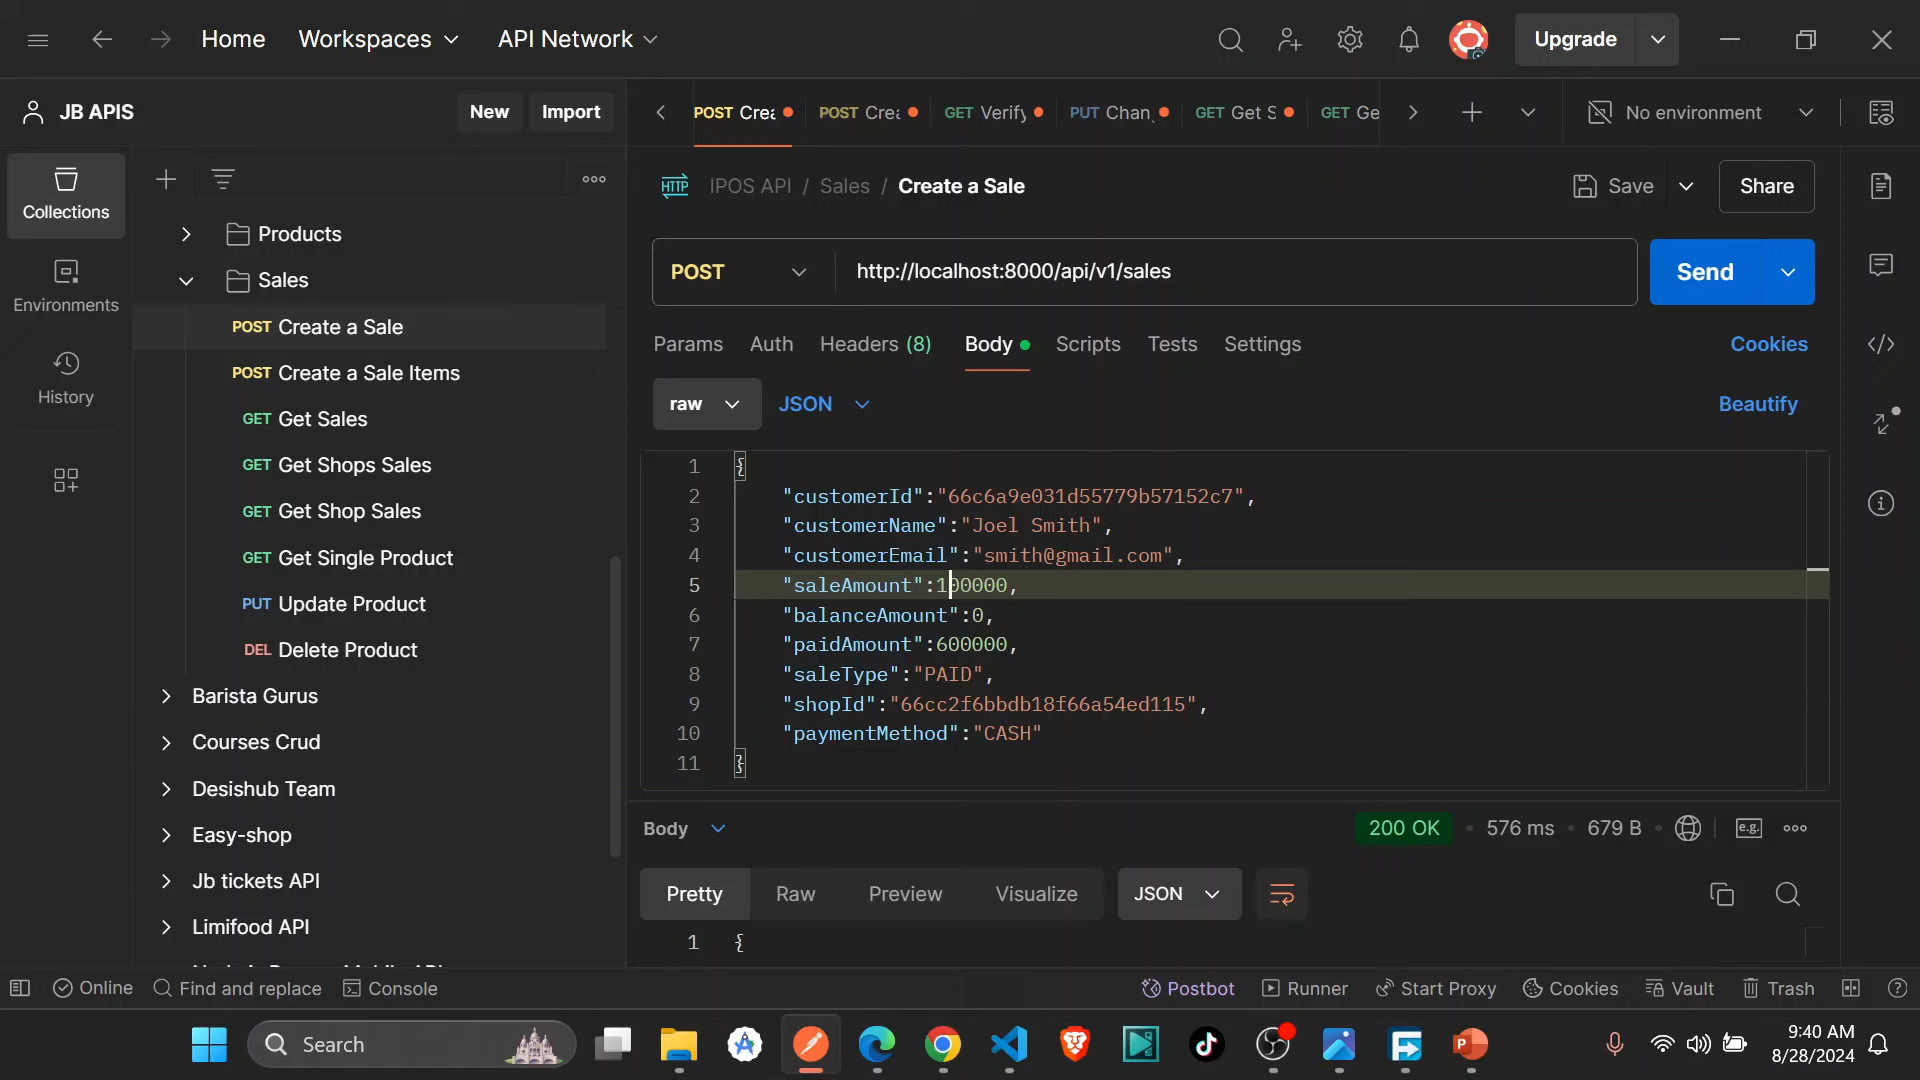 Home Workspaces API Network Upgrade
JB APIS New Import
POST Crea POST Crea GET Verify PUT Chan GET Get S GET Ge No environment
Collections
Environments
History
Products
Sales
POST Create a Sale
POST Create a Sale Items
GET Get Sales
GET Get Shops Sales
GET Get Shop Sales
GET Get Single Product
PUT Update Product
DEL Delete Product
Barista Gurus
Courses Crud
Desishub Team
Easy-shop
Jb tickets API
Limifood API
HTTP IPOS API / Sales / Create a Sale Save Share
POST http://localhost:8000/api/v1/sales Send
Params Auth Headers (8) Body Scripts Tests Settings Cookies
raw JSON Beautify
1 {
2 "customerId":"66c6a9e031d55779b57152c7",
3 "customerName":"Joel Smith",
4 "customerEmail":"smith@gmail.com",
5 "saleAmount":100000,
6 "balanceAmount":0,
7 "paidAmount":600000,
8 "saleType":"PAID",
9 "shopId":"66cc2f6bbdb18f66a54ed115",
10 "paymentMethod":"CASH"
11 }
Body 200 OK 576 ms 679 B e.g.
Pretty Raw Preview Visualize JSON
1 {
Online Find and replace Console Postbot Runner Start Proxy Cookies Vault Trash
Search
9:40 AM
8/28/2024